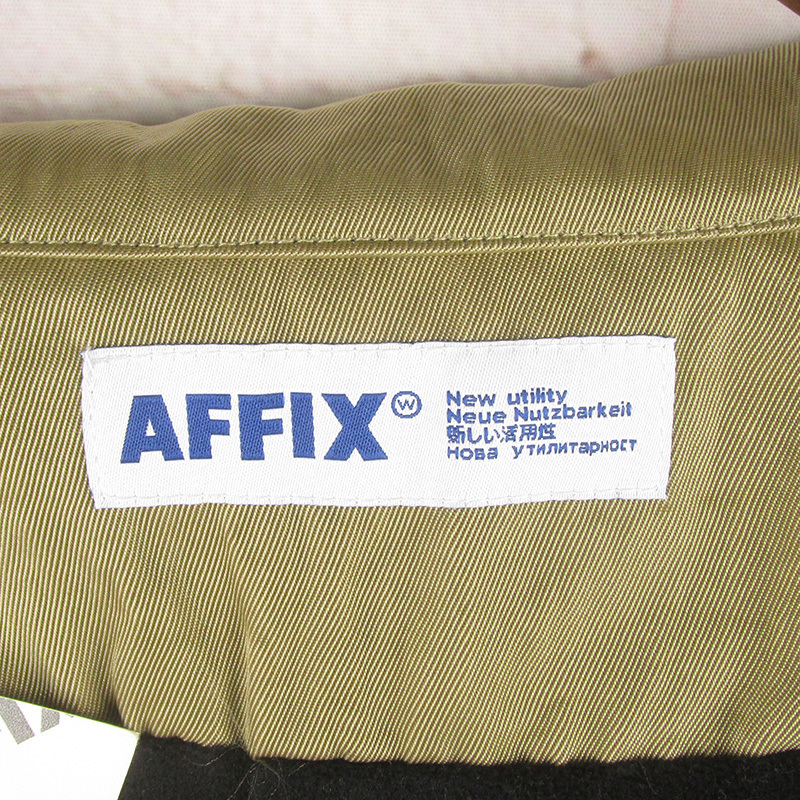 AFFIX Ⓦ
New utility
Neue Nutzbarkeit
新しい活用性
Нова утилитарност